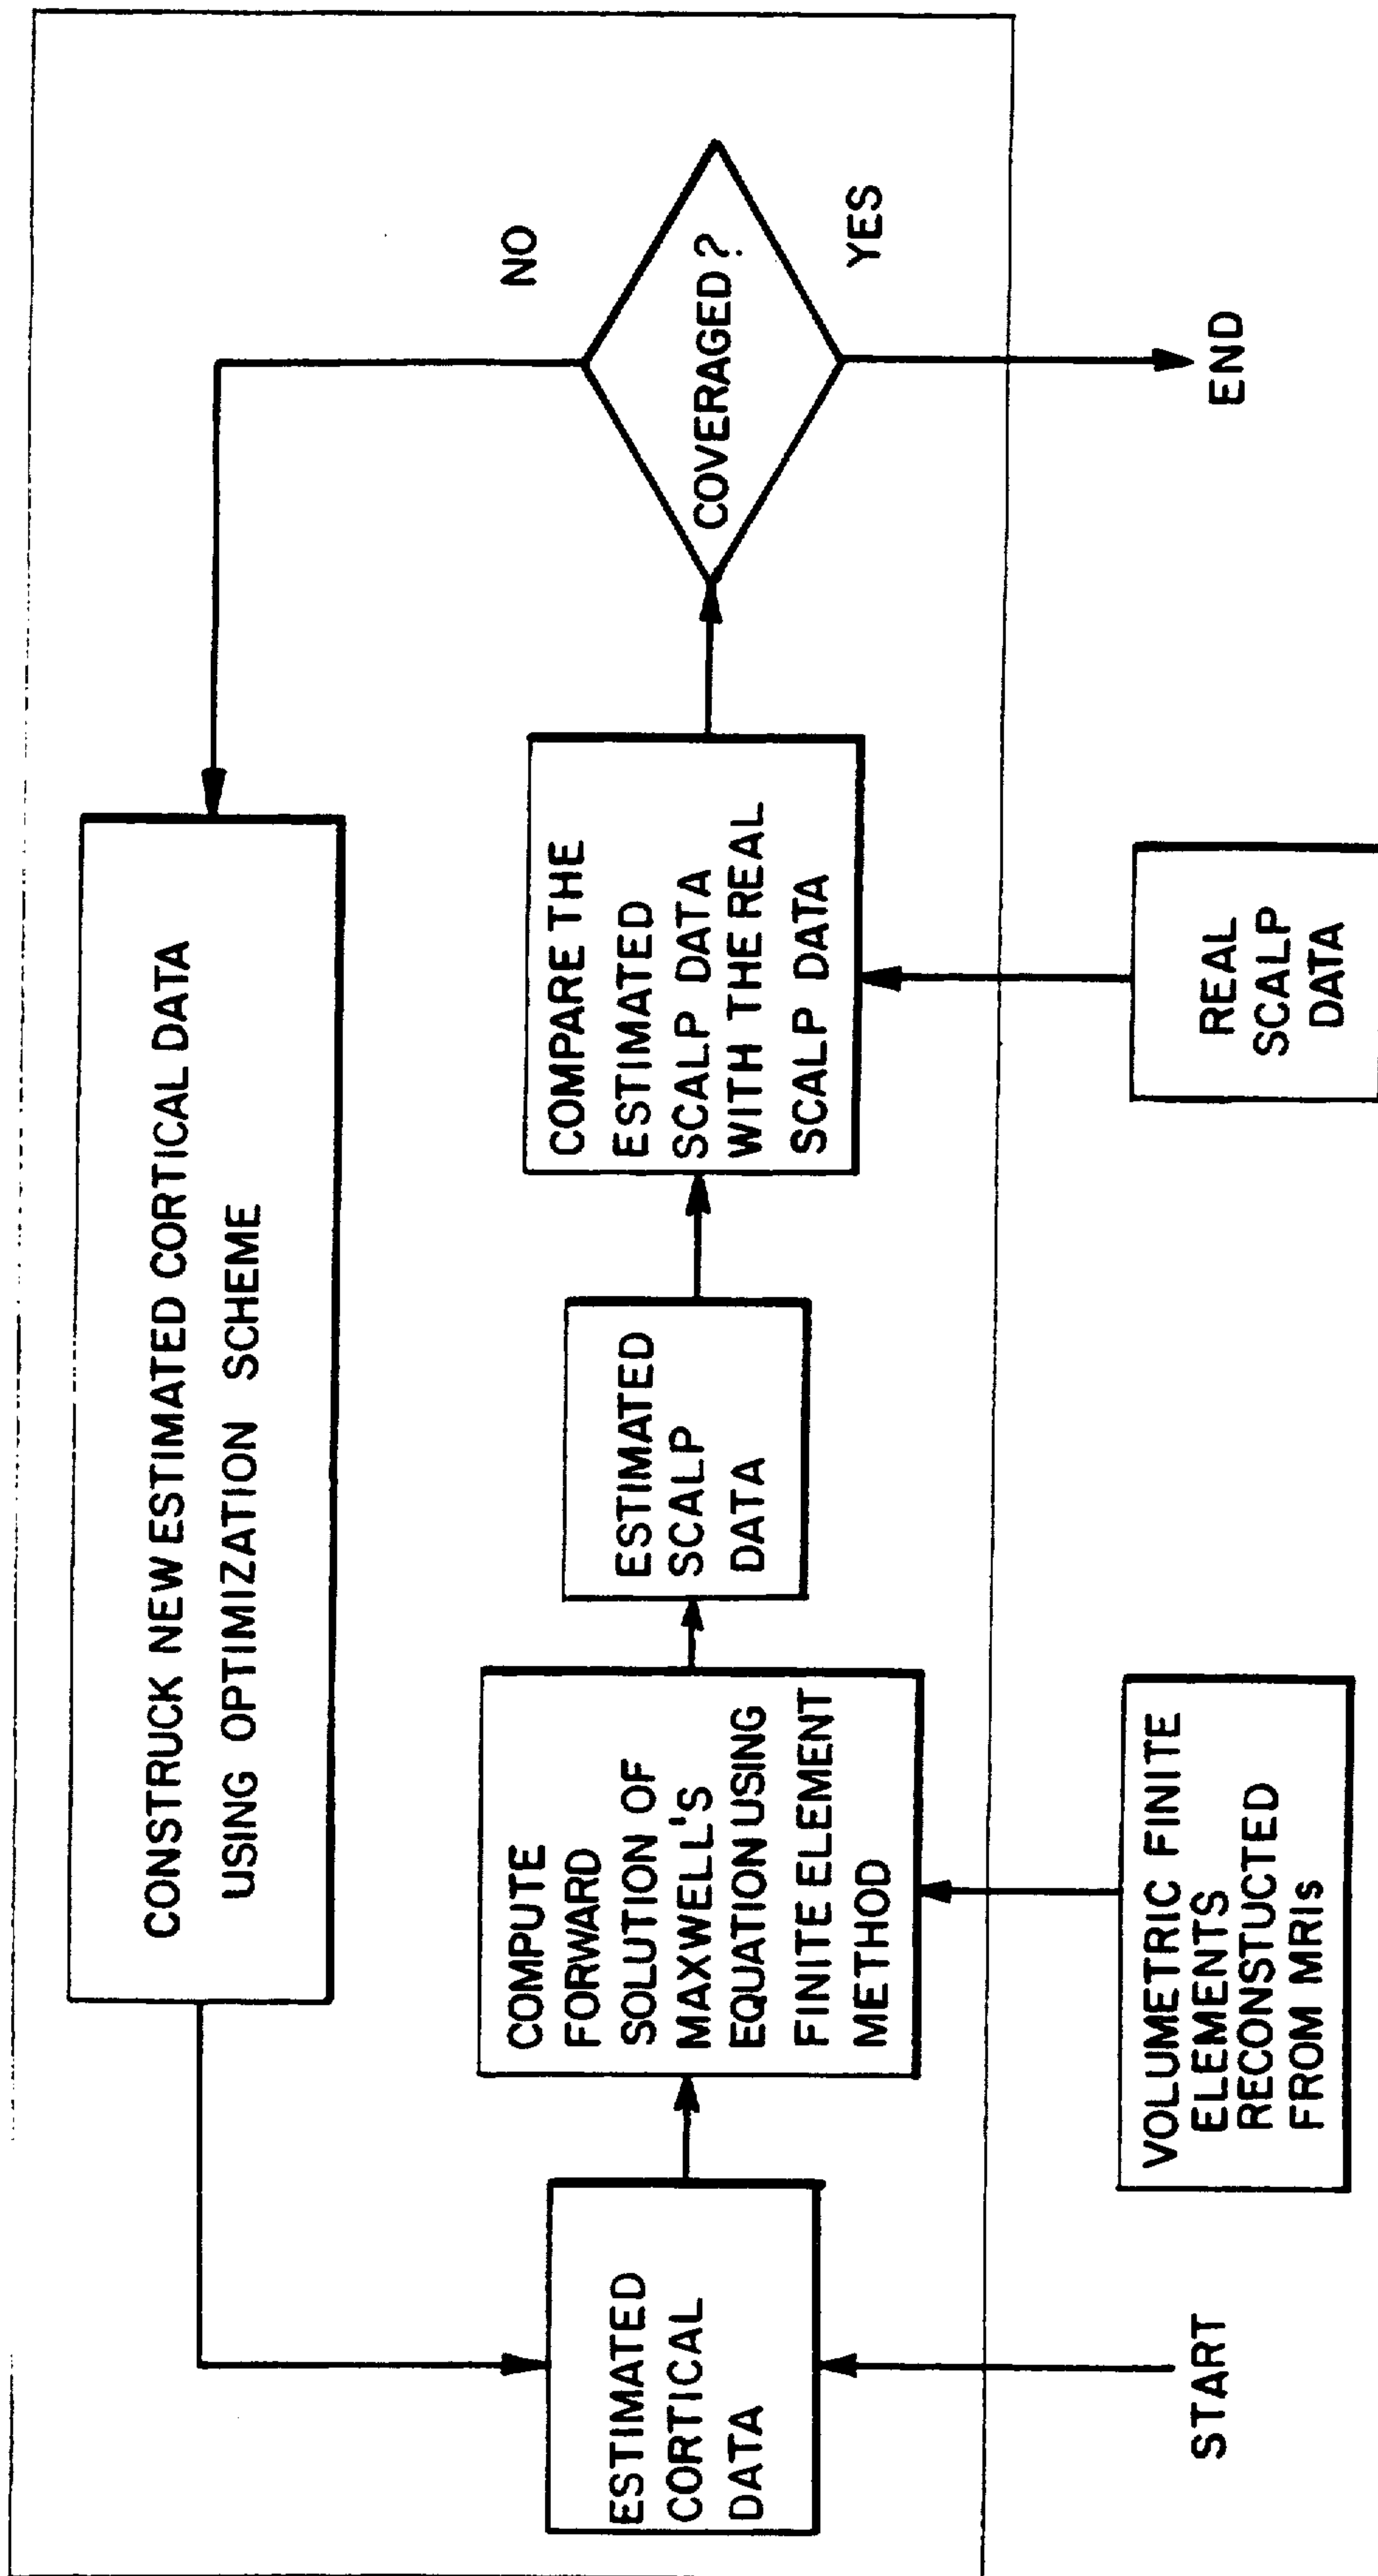 CONSTRUCK NEW ESTIMATED CORTICAL DATA
USING OPTIMIZATION SCHEME
NO
ESTIMATED
CORTICAL
DATA
COMPUTE
FORWARD
SOLUTION OF
MAXWELL'S
EQUATION USING
FINITE ELEMENT
METHOD
ESTIMATED
SCALP
DATA
COMPARE THE
ESTIMATED
SCALP DATA
WITH THE REAL
SCALP DATA
COVERAGED?
YES
START
VOLUMETRIC FINITE
ELEMENTS
RECONSTUCTED
FROM MRIs
REAL
SCALP
DATA
END